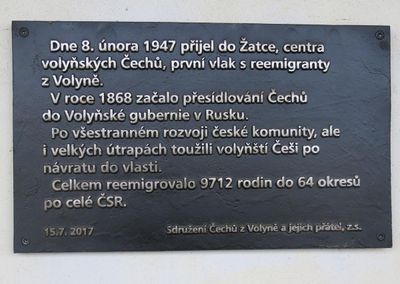 Dne 8. února 1947 přijel do Žatce, centra
volyňských Čechů, první vlak s reemigranty
z Volyně.
V roce 1868 začalo přesídlování Čechů
do Volyňské gubernie v Rusku.
Po všestranném rozvoji české komunity, ale
i velkých útrapách toužili volyňští Češi po
návratu do vlasti.
Celkem reemigrovalo 9712 rodin do 64 okresů
po celé ČSR.
15.7. 2017 Sdružení Čechů z Volyně a jejich přátel, z.s.